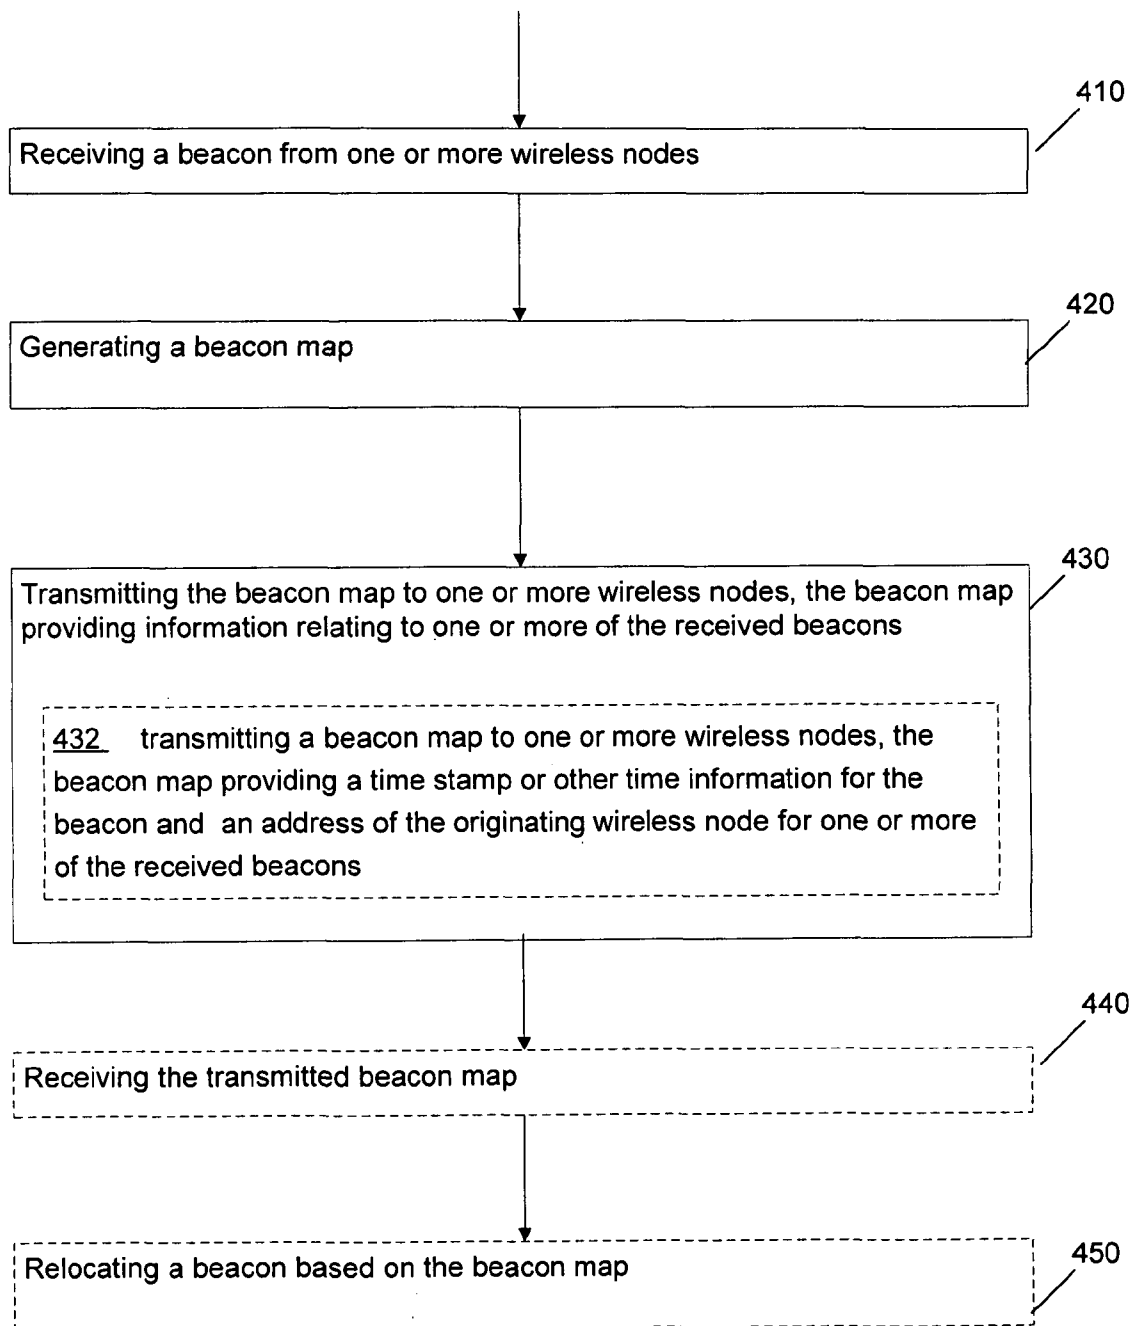 410
Receiving a beacon from one or more wireless nodes
420
Generating a beacon map
430
Transmitting the beacon map to one or more wireless nodes, the beacon map
providing information relating to one or more of the received beacons
432 transmitting a beacon map to one or more wireless nodes, the
beacon map providing a time stamp or other time information for the
beacon and an address of the originating wireless node for one or more
of the received beacons
440
Receiving the transmitted beacon map
450
Relocating a beacon based on the beacon map